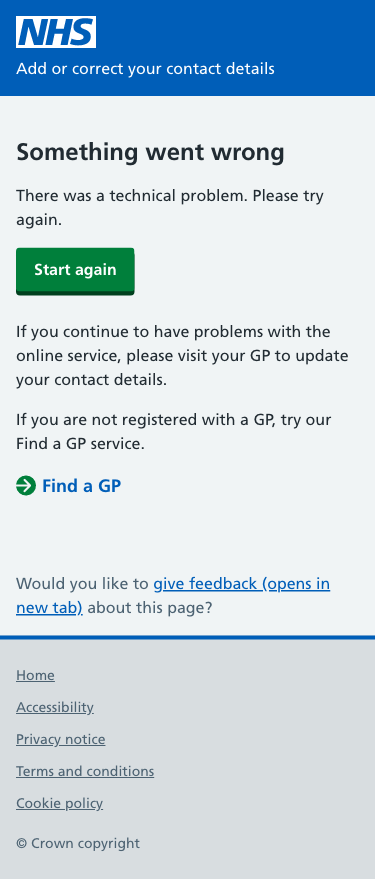 NHS
Add or correct your contact details
Something went wrong
There was a technical problem. Please try
again.
Start again
If you continue to have problems with the
online service, please visit your GP to update
your contact details.
If you are not registered with a GP, try our
Find a GP service.
Find a GP
Would you like to give feedback (opens in
new tab) about this page?
Home
Accessibility
Privacy notice
Terms and conditions
Cookie policy
© Crown copyright